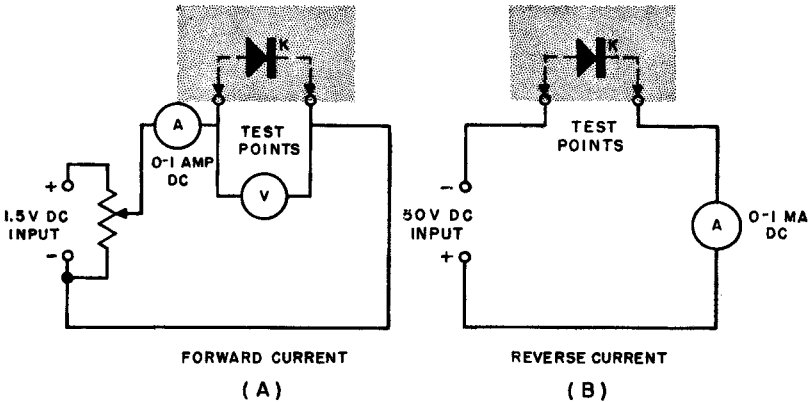 K
A
TEST
POINTS
0-1 AMP
DC
V
+
1.5V DC
INPUT
-
FORWARD CURRENT
(A)
K
TEST
POINTS
-
50V DC
INPUT
+
A
0-1 MA
DC
REVERSE CURRENT
(B)